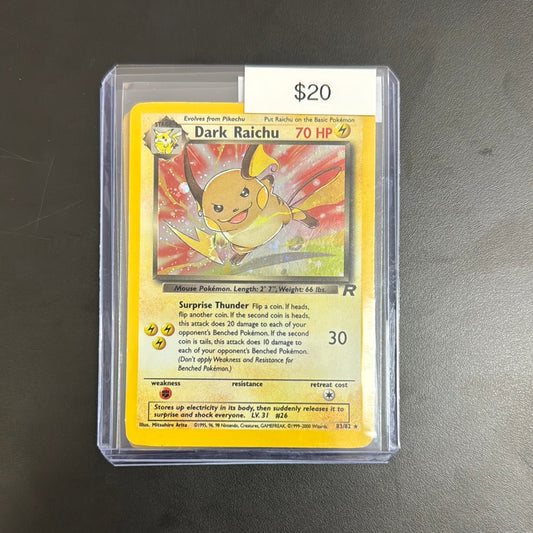 $20
Evolves from Pikachu Put Raichu on the Basic Pokémon
STAGE
Dark Raichu 70 HP
Mouse Pokémon. Length: 2' 7", Weight: 66 lbs.
R
Surprise Thunder Flip a coin. If heads,
flip another coin. If the second coin is heads,
this attack does 20 damage to each of your
opponent's Benched Pokémon. If the second
coin is tails, this attack does 10 damage to
each of your opponent's Benched Pokémon.
(Don't apply Weakness and Resistance for
Benched Pokémon.)
30
weakness resistance retreat cost
Stores up electricity in its body, then suddenly releases it to
surprise and shock everyone. LV. 31 #26
Illus. Mitsuhiro Arita ©1995, 96, 98 Nintendo, Creatures, GAMEFREAK. ©1999-2000 Wizards. 83/82 ★